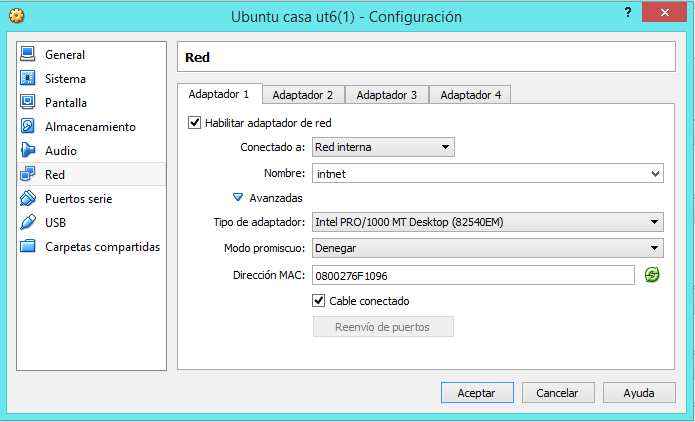 Ubuntu casa ut6(1) - Configuración
?
General
Sistema
Pantalla
Almacenamiento
Audio
Red
Puertos serie
USB
Carpetas compartidas
Red
Adaptador 1 Adaptador 2 Adaptador 3 Adaptador 4
Habilitar adaptador de red
Conectado a: Red interna
Nombre: intnet
Avanzadas
Tipo de adaptador: Intel PRO/1000 MT Desktop (82540EM)
Modo promiscuo: Denegar
Dirección MAC: 0800276F1096
Cable conectado
Reenvío de puertos
Aceptar Cancelar Ayuda